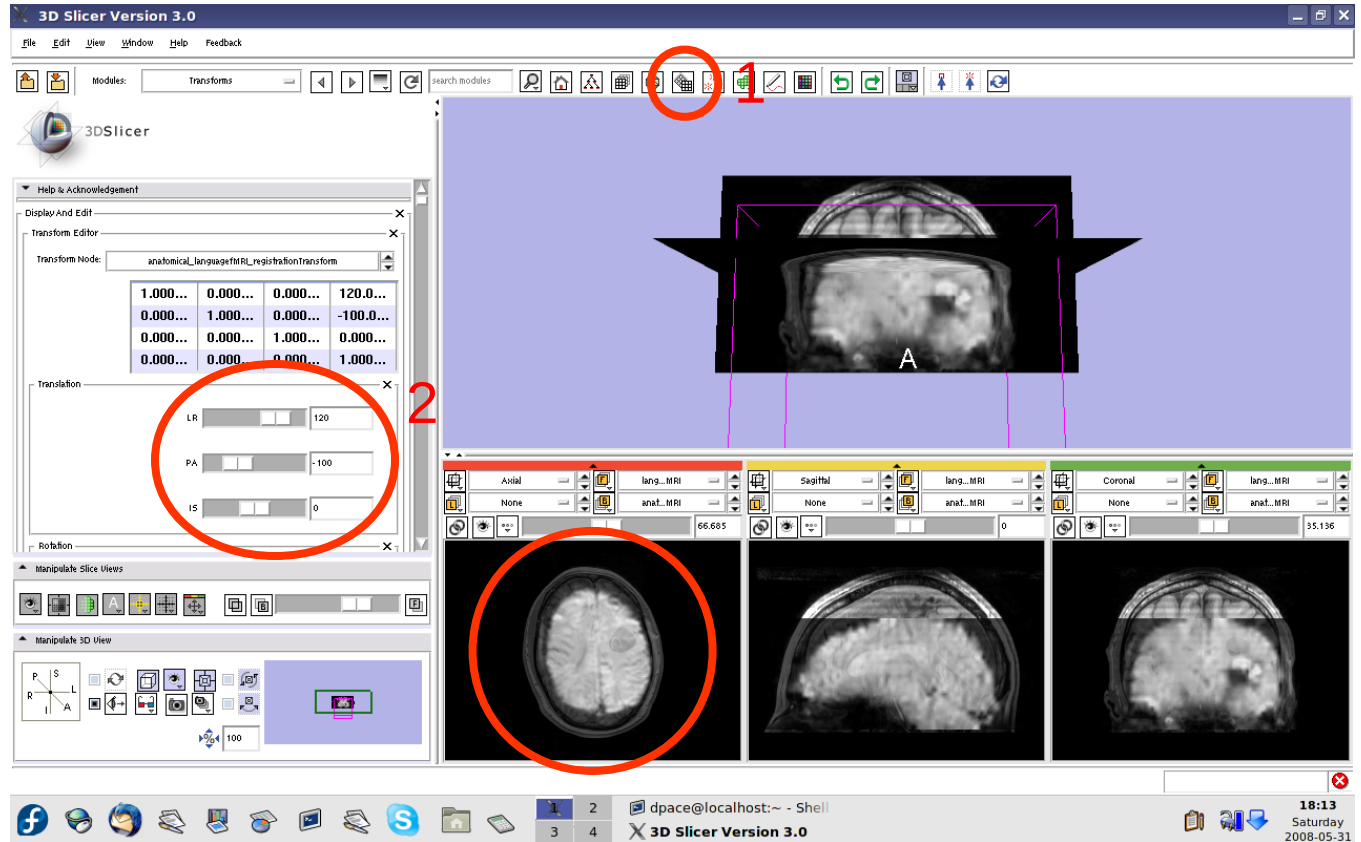 3D Slicer Version 3.0
File Edit View Window Help Feedback
Modules: Transforms search modules
1
3DSlicer
Help & Acknowledgement
Display And Edit
Transform Editor
Transform Node: anatomical_languagefMRI_registrationTransform
1.000... 0.000... 0.000... 120.0...
0.000... 1.000... 0.000... -100.0...
0.000... 0.000... 1.000... 0.000...
0.000... 0.000... 0.000... 1.000...
Translation
2
LR 120
PA -100
IS 0
Rotation
A
Axial lang...MRI
None anat...MRI
66.685
Sagittal lang...MRI
None anat...MRI
0
Coronal lang...MRI
None anat...MRI
35.136
Manipulate Slice Views
Manipulate 3D View
P S
R L
I A
100
1 2
3 4
dpace@localhost:~ - Shell
3D Slicer Version 3.0
18:13
Saturday
2008-05-31